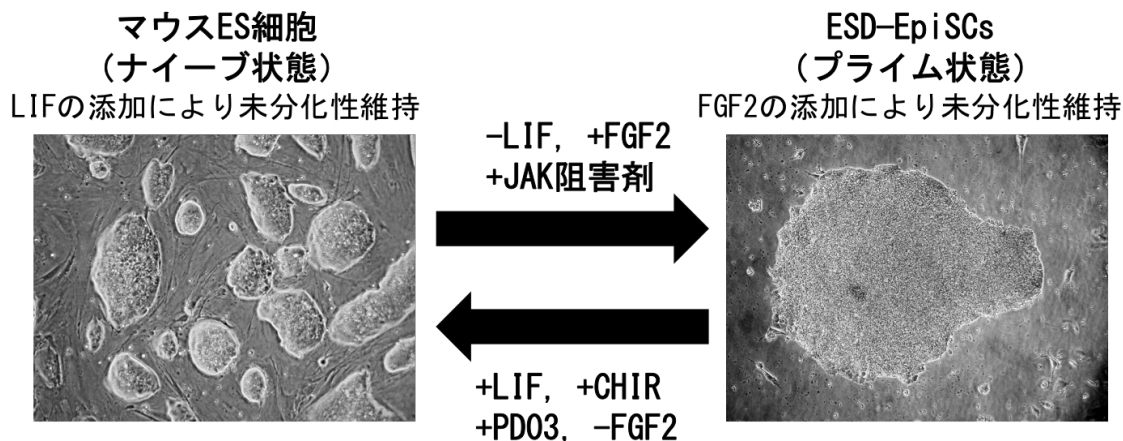 マウスES細胞
（ナイーブ状態）
LIFの添加により未分化性維持
ESD-EpiSCs
（プライム状態）
FGF2の添加により未分化性維持
-LIF, +FGF2
+JAK阻害剤
+LIF, +CHIR
+PD03, -FGF2